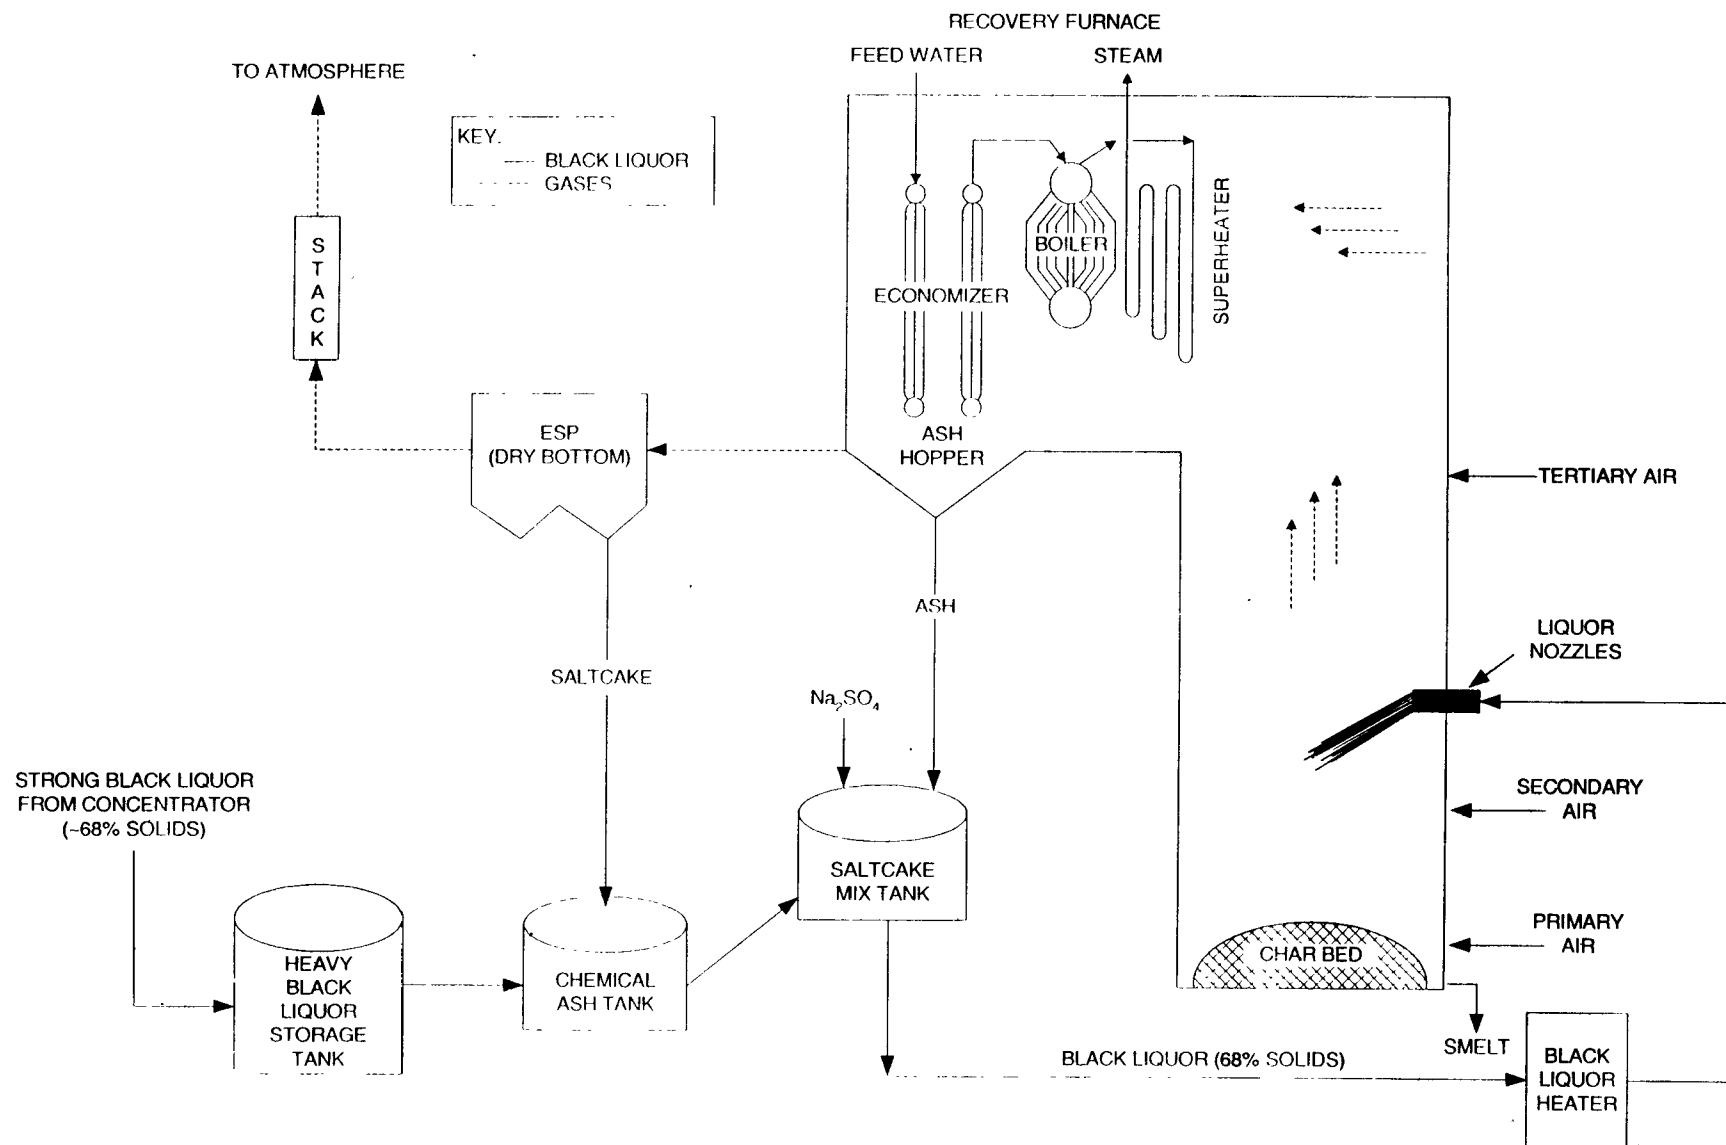 RECOVERY FURNACE
FEED WATER
STEAM
TO ATMOSPHERE
KEY.
BLACK LIQUOR
GASES
STACK
BOILER
SUPERHEATER
ECONOMIZER
ESP
(DRY BOTTOM)
ASH
HOPPER
TERTIARY AIR
ASH
LIQUOR
NOZZLES
SALTCAKE
Na₂SO₄
STRONG BLACK LIQUOR
FROM CONCENTRATOR
(~68% SOLIDS)
SECONDARY
AIR
SALTCAKE
MIX TANK
PRIMARY
AIR
CHAR BED
HEAVY
BLACK
LIQUOR
STORAGE
TANK
CHEMICAL
ASH TANK
SMELT
BLACK LIQUOR (68% SOLIDS)
BLACK
LIQUOR
HEATER